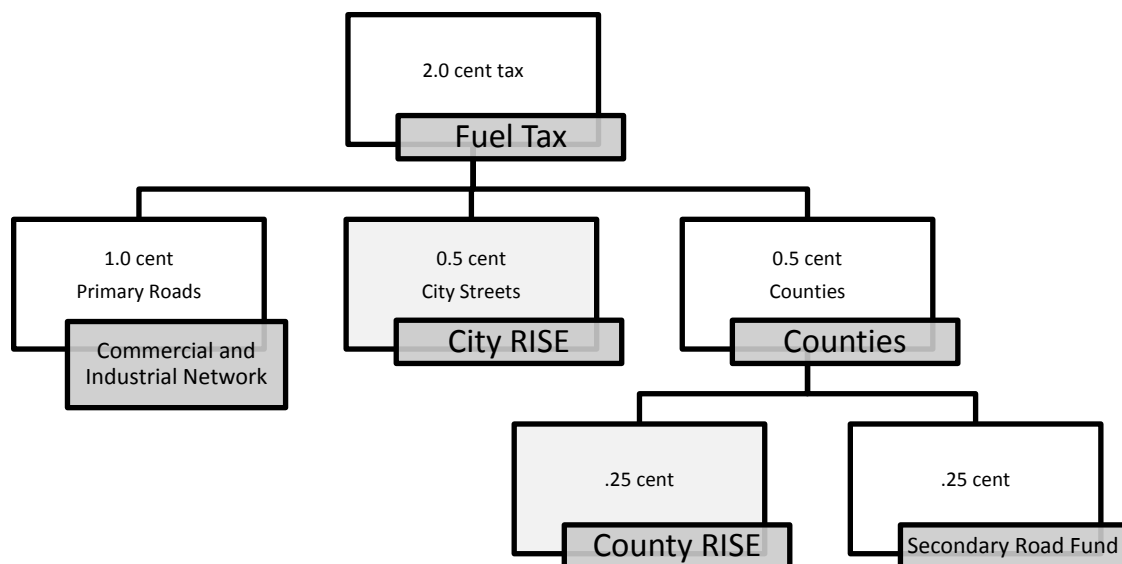 2.0 cent tax
Fuel Tax
1.0 cent
Primary Roads
Commercial and
Industrial Network
0.5 cent
City Streets
City RISE
0.5 cent
Counties
Counties
.25 cent
County RISE
.25 cent
Secondary Road Fund